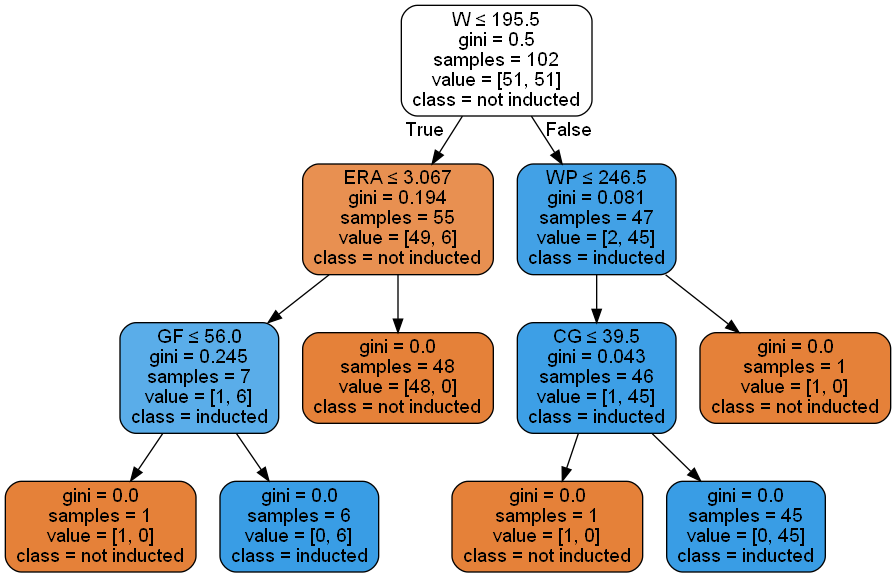 W ≤ 195.5
gini = 0.5
samples = 102
value = [51, 51]
class = not inducted
True
False
ERA ≤ 3.067
gini = 0.194
samples = 55
value = [49, 6]
class = not inducted
WP ≤ 246.5
gini = 0.081
samples = 47
value = [2, 45]
class = inducted
GF ≤ 56.0
gini = 0.245
samples = 7
value = [1, 6]
class = inducted
gini = 0.0
samples = 48
value = [48, 0]
class = not inducted
CG ≤ 39.5
gini = 0.043
samples = 46
value = [1, 45]
class = inducted
gini = 0.0
samples = 1
value = [1, 0]
class = not inducted
gini = 0.0
samples = 1
value = [1, 0]
class = not inducted
gini = 0.0
samples = 6
value = [0, 6]
class = inducted
gini = 0.0
samples = 1
value = [1, 0]
class = not inducted
gini = 0.0
samples = 45
value = [0, 45]
class = inducted